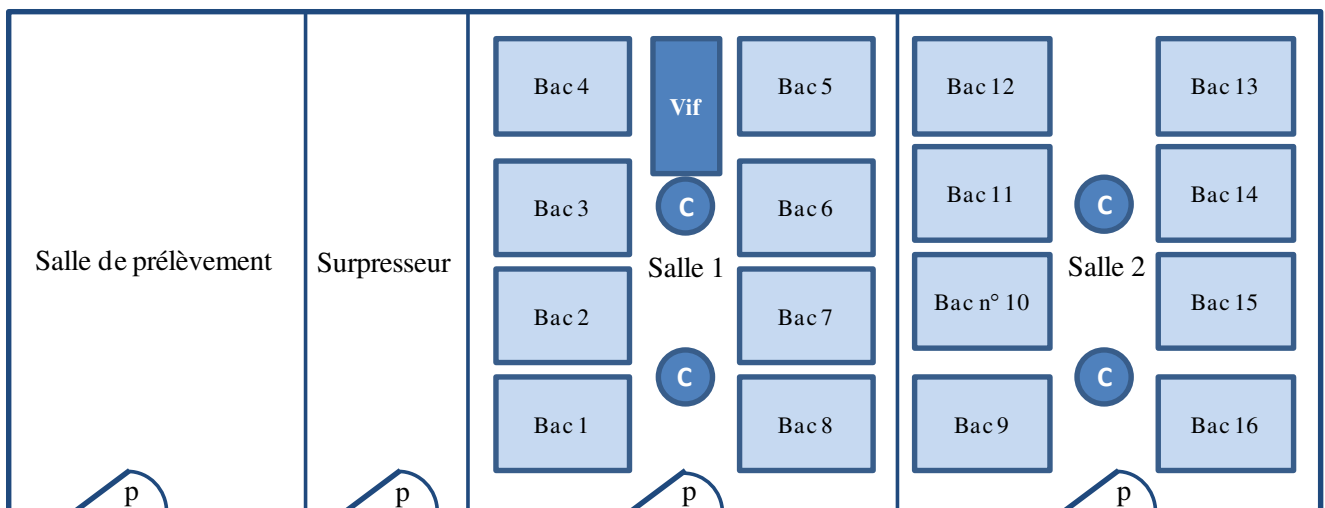 Salle de prélèvement
Surpresseur
Bac 4
Vif
Bac 5
Bac 3
C
Bac 6
Salle 1
Bac 2
Bac 7
C
Bac 1
Bac 8
Bac 12
Bac 13
Bac 11
C
Bac 14
Salle 2
Bac n° 10
Bac 15
C
Bac 9
Bac 16
p
p
p
p